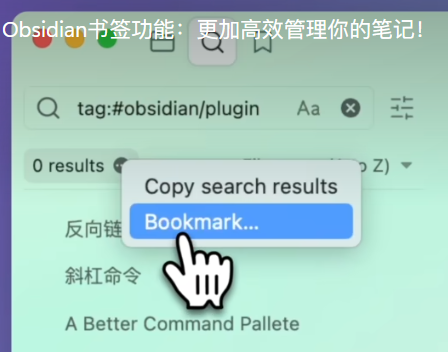 Obsidian书签功能：更加高效管理你的笔记！
tag:#obsidian/plugin Aa
0 results Z)
Copy search results
Bookmark...
反向链
斜杠命令
A Better Command Pallete